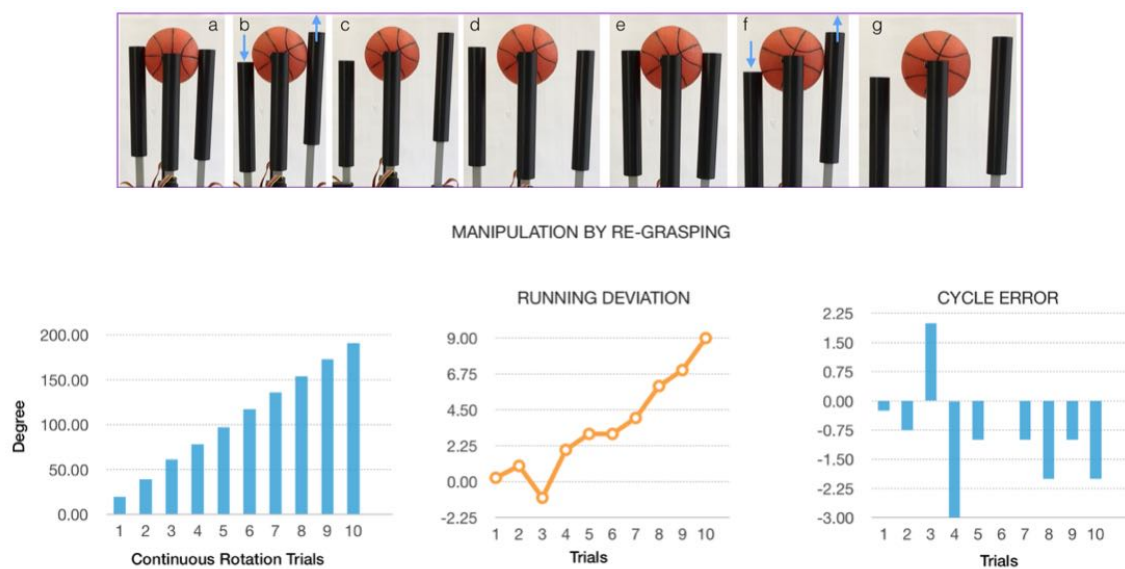 a b c d e f g
MANIPULATION BY RE-GRASPING
RUNNING DEVIATION
CYCLE ERROR
200.00
150.00
100.00
50.00
0.00
Degree
1 2 3 4 5 6 7 8 9 10
Continuous Rotation Trials
9.00
6.75
4.50
2.25
0.00
-2.25
1 2 3 4 5 6 7 8 9 10
Trials
2.25
1.50
0.75
0.00
-0.75
-1.50
-2.25
-3.00
1 2 3 4 5 6 7 8 9 10
Trials